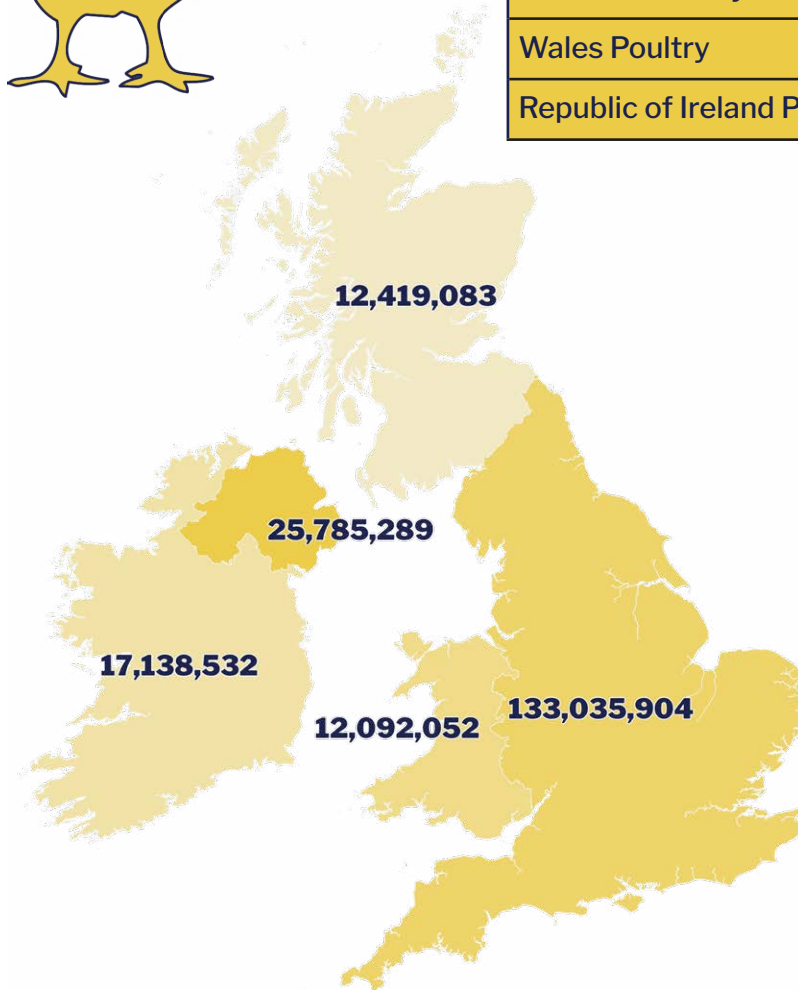 Wales Poultry
Republic of Ireland P
12,419,083
25,785,289
17,138,532
12,092,052
133,035,904